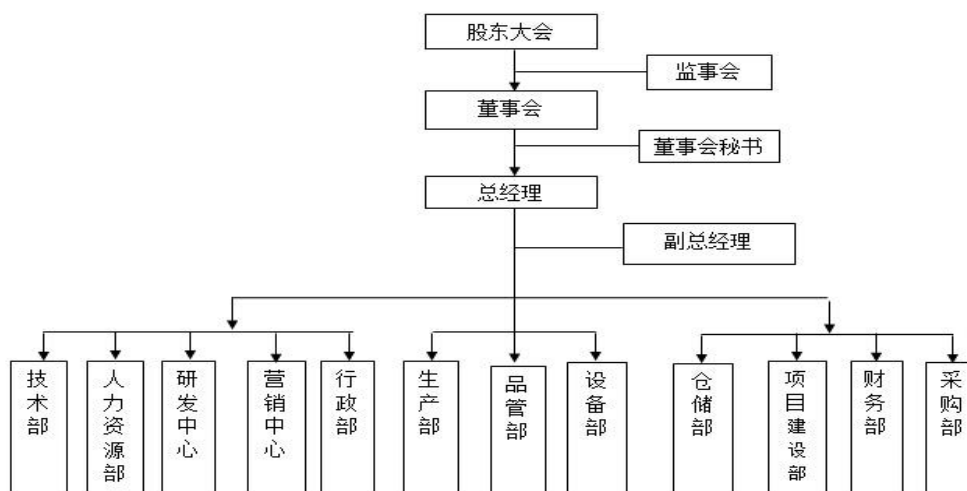 股东大会
监事会
董事会
董事会秘书
总经理
副总经理
技术部
人力资源部
研发中心
营销中心
行政部
生产部
品管部
设备部
仓储部
项目建设部
财务部
采购部